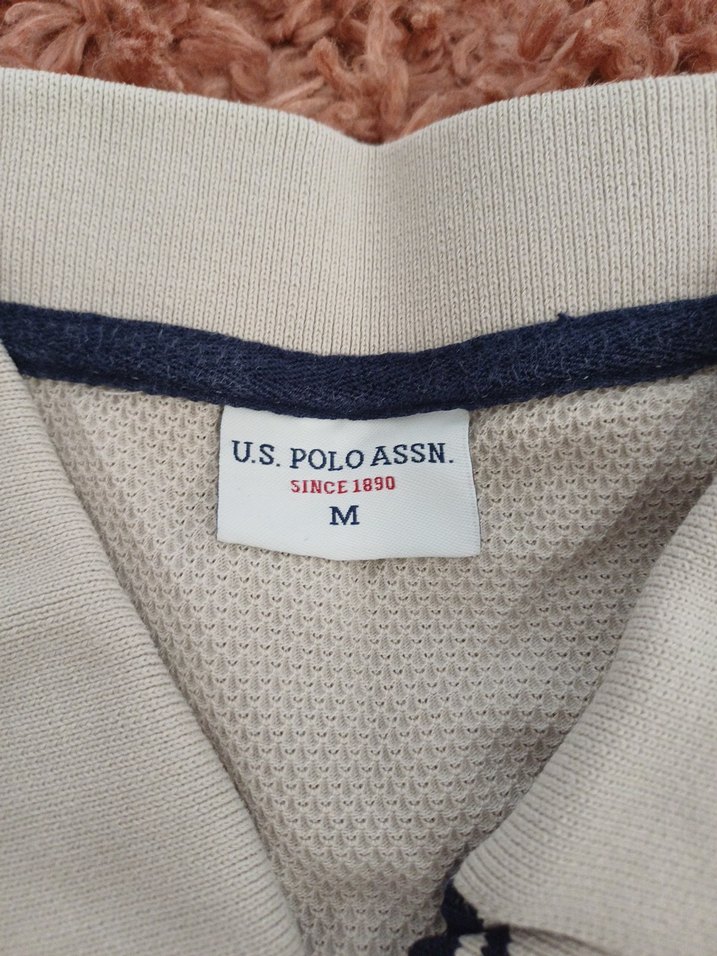 U.S. POLO ASSN.
SINCE 1890
M